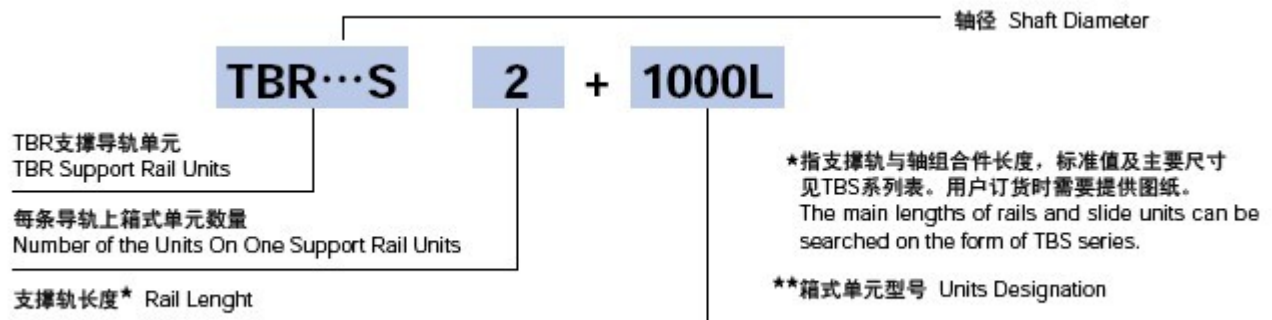 轴径 Shaft Diameter
TBR…S 2 + 1000L
TBR支撑导轨单元
TBR Support Rail Units
每条导轨上箱式单元数量
Number of the Units On One Support Rail Units
支撑轨长度★ Rail Lenght
★指支撑轨与轴组合件长度，标准值及主要尺寸
见TBS系列表。用户订货时需要提供图纸。
The main lengths of rails and slide units can be
searched on the form of TBS series.
★★箱式单元型号 Units Designation